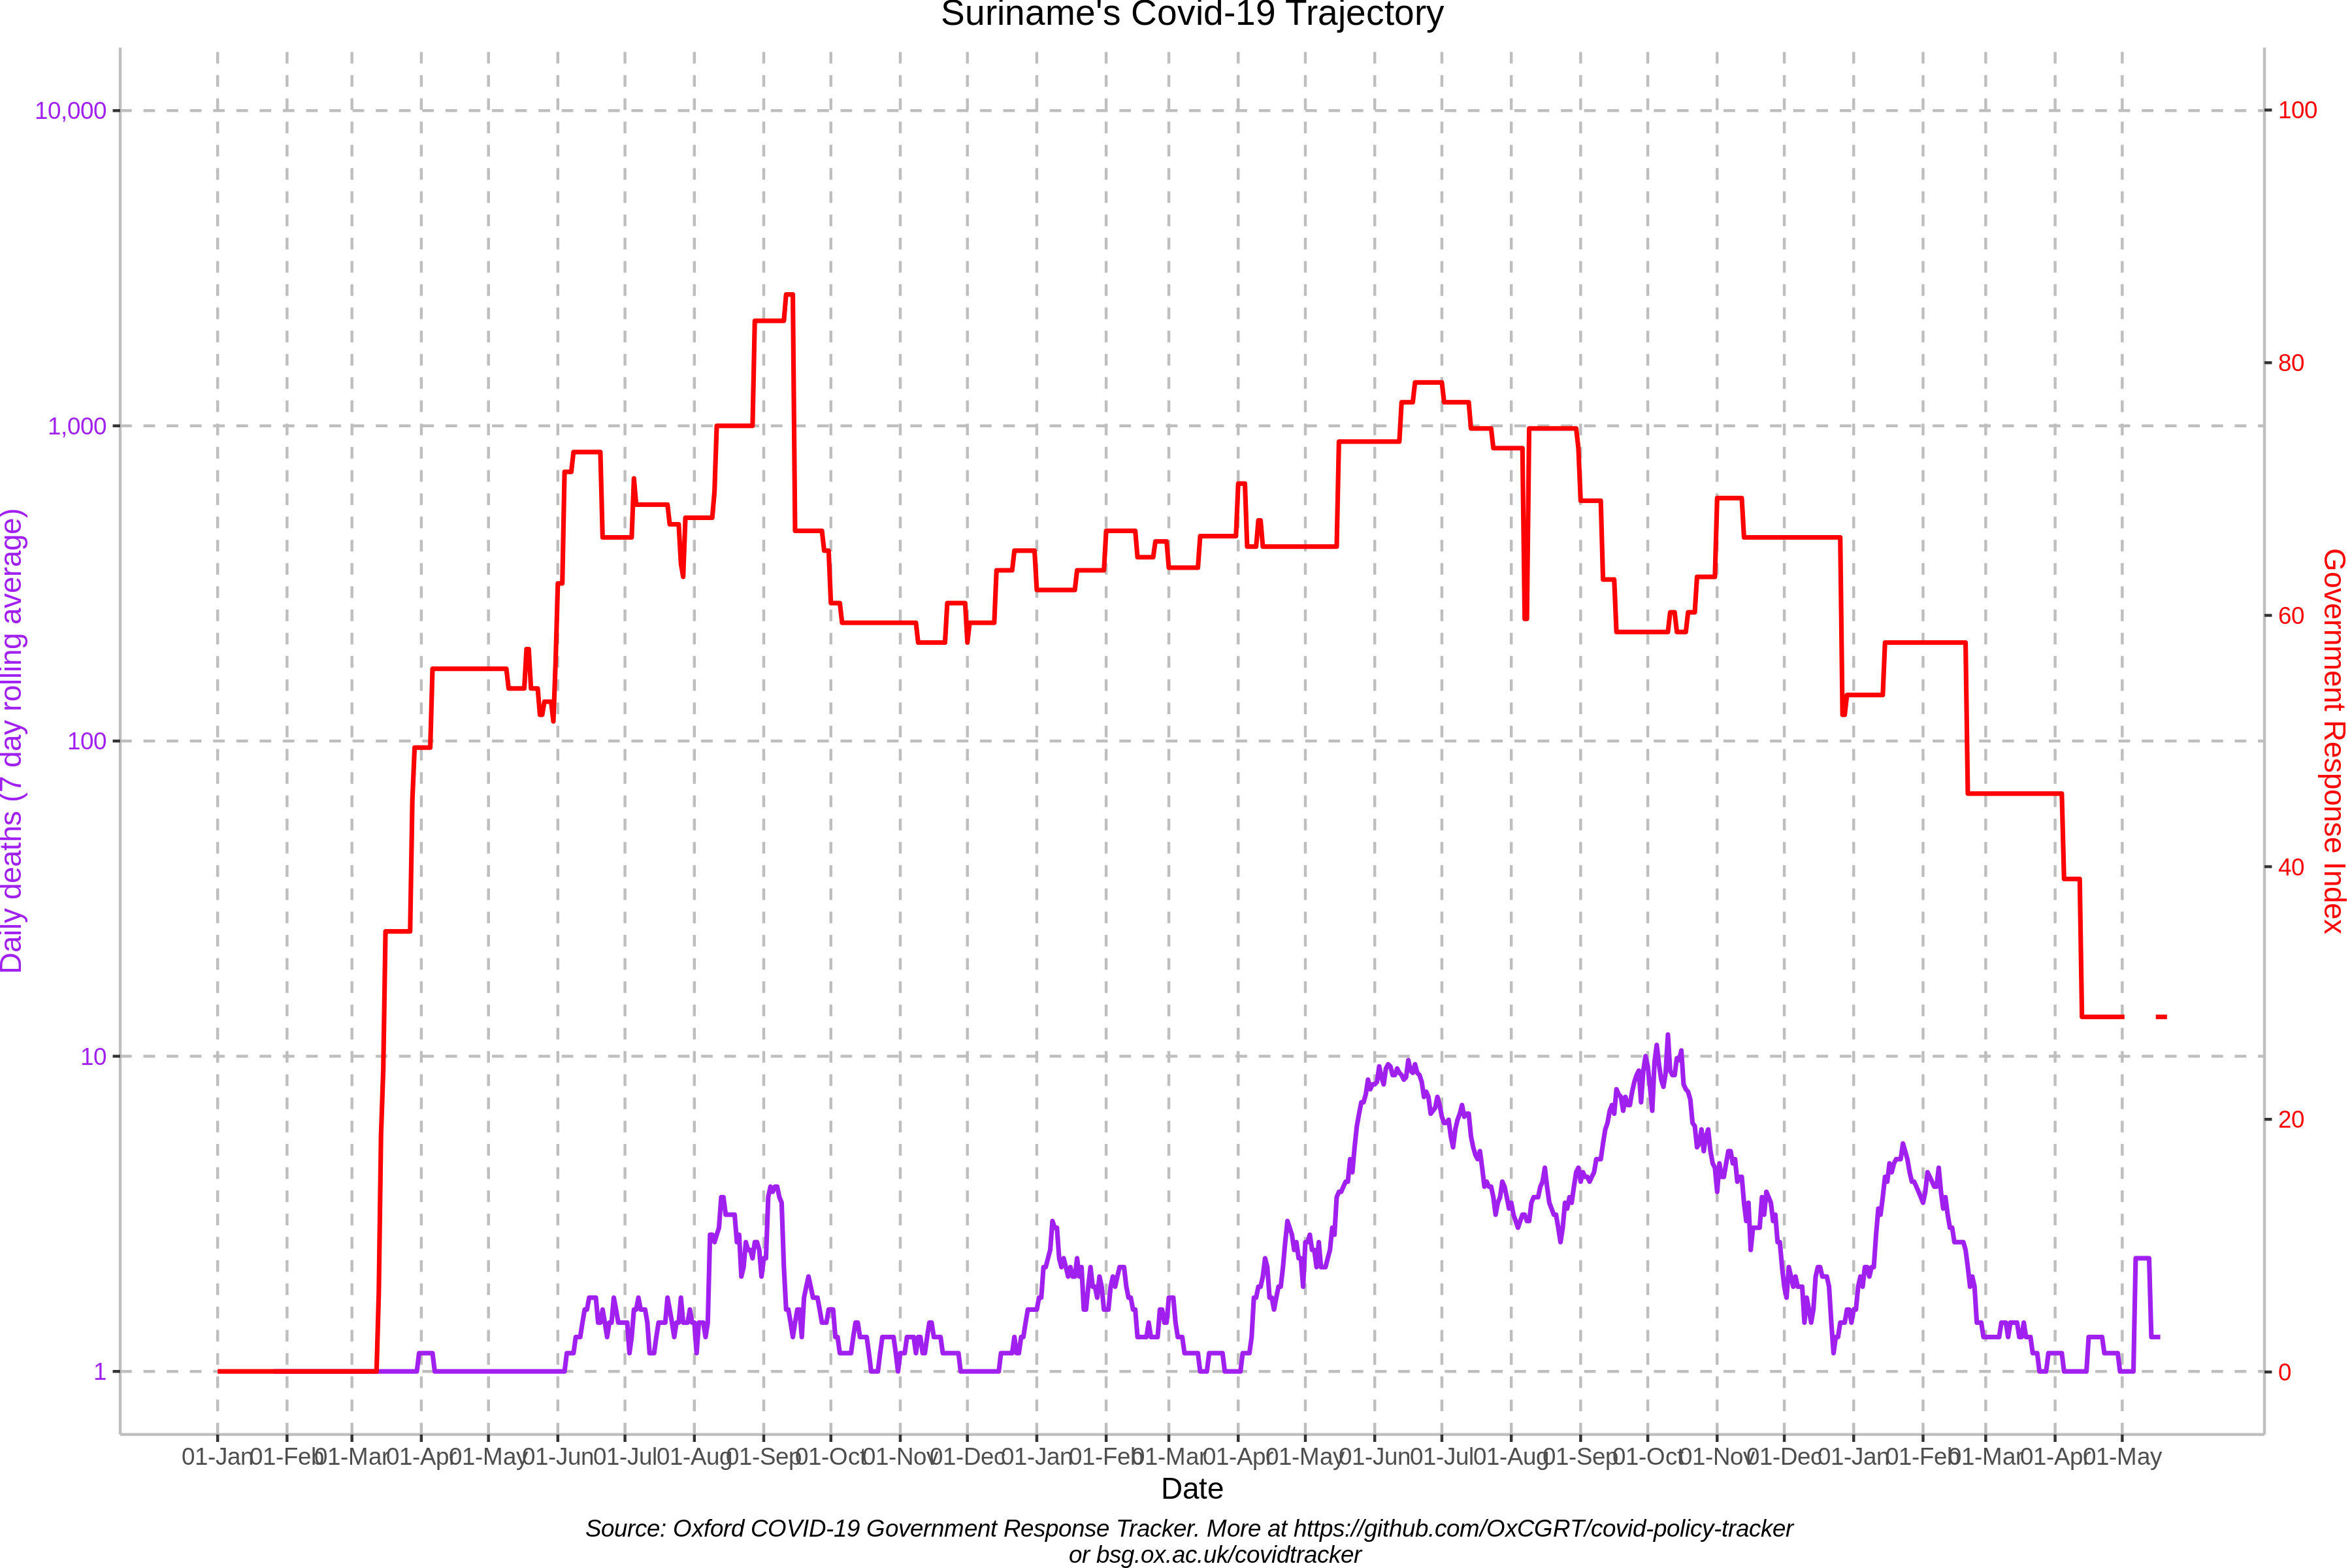 Suriname's Covid-19 Trajectory
10,000
1,000
100
10
1
Daily deaths (7 day rolling average)
100
80
60
40
20
0
Government Response Index
01-Jan 01-Feb 01-Mar 01-Apr 01-May 01-Jun 01-Jul 01-Aug 01-Sep 01-Oct 01-Nov 01-Dec 01-Jan 01-Feb 01-Mar 01-Apr 01-May 01-Jun 01-Jul 01-Aug 01-Sep 01-Oct 01-Nov 01-Dec 01-Jan 01-Feb 01-Mar 01-Apr 01-May
Date
Source: Oxford COVID-19 Government Response Tracker. More at https://github.com/OxCGRT/covid-policy-tracker
or bsg.ox.ac.uk/covidtracker